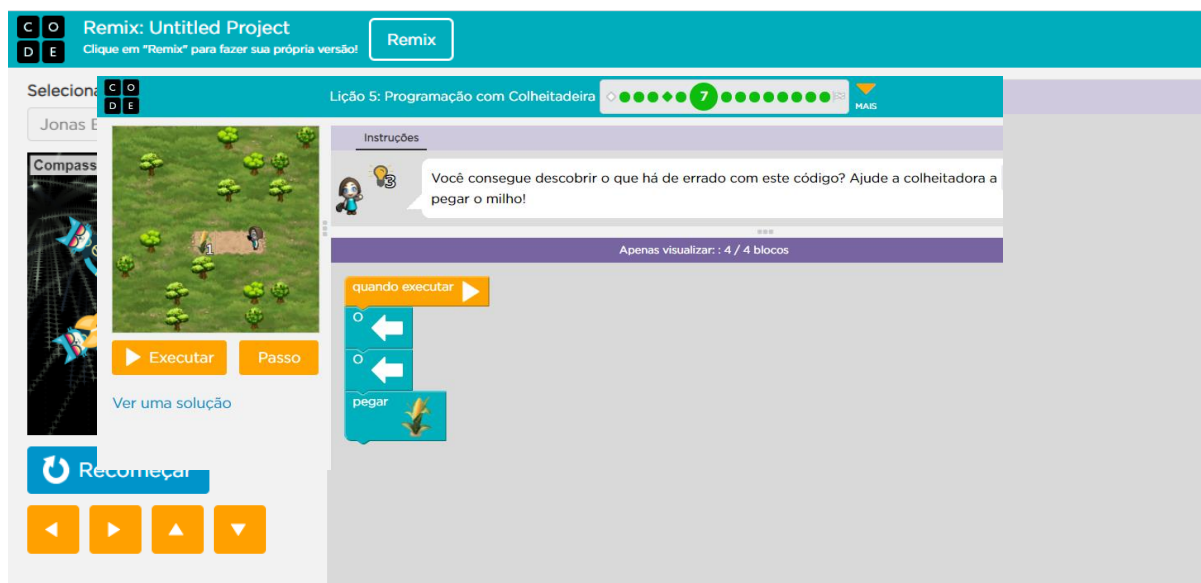 C O
D E
Remix: Untitled Project
Clique em "Remix" para fazer sua própria versão!
Remix
C O
D E
Lição 5: Programação com Colheitadeira
7
MAIS
Jonas
Compass
Instruções
3
Você consegue descobrir o que há de errado com este código? Ajude a colheitadora a
pegar o milho!
Apenas visualizar: : 4 / 4 blocos
1
quando executar
O
O
pegar
Executar
Passo
Ver uma solução
Recomeçar